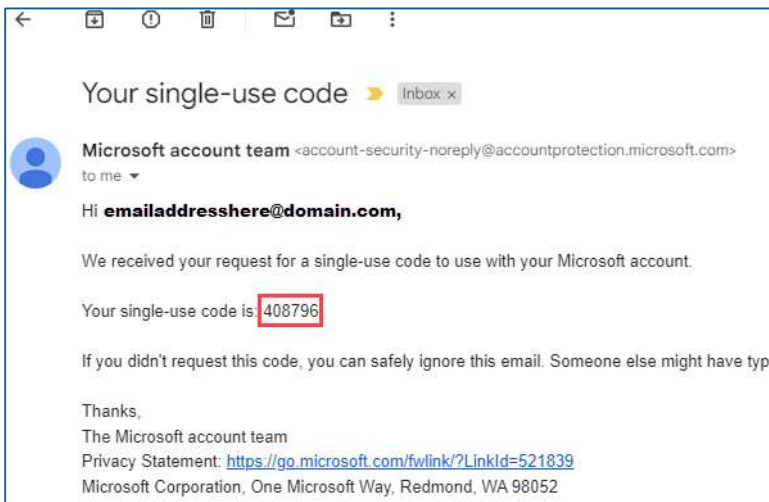 Your single-use code Inbox x
Microsoft account team <account-security-noreply@accountprotection.microsoft.com>
to me
Hi emailaddresshere@domain.com,
We received your request for a single-use code to use with your Microsoft account.
Your single-use code is: 408796
If you didn't request this code, you can safely ignore this email. Someone else might have typ
Thanks,
The Microsoft account team
Privacy Statement: https://go.microsoft.com/fwlink/?LinkId=521839
Microsoft Corporation, One Microsoft Way, Redmond, WA 98052